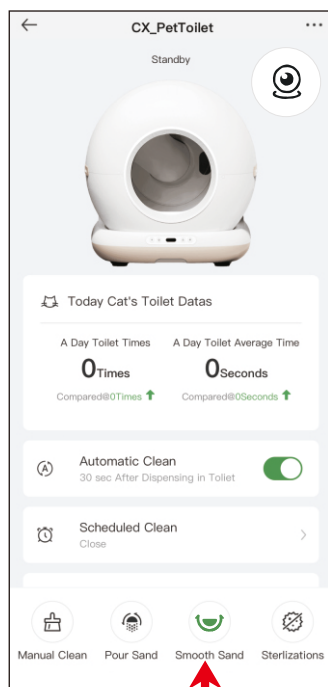 CX_PetToilet
Standby
Today Cat's Toilet Datas
A Day Toilet Times A Day Toilet Average Time
0Times 0Seconds
Compared@0Times Compared@0Seconds
Automatic Clean
30 sec After Dispensing in Toliet
Scheduled Clean
Close
Manual Clean Pour Sand Smooth Sand Sterlizations